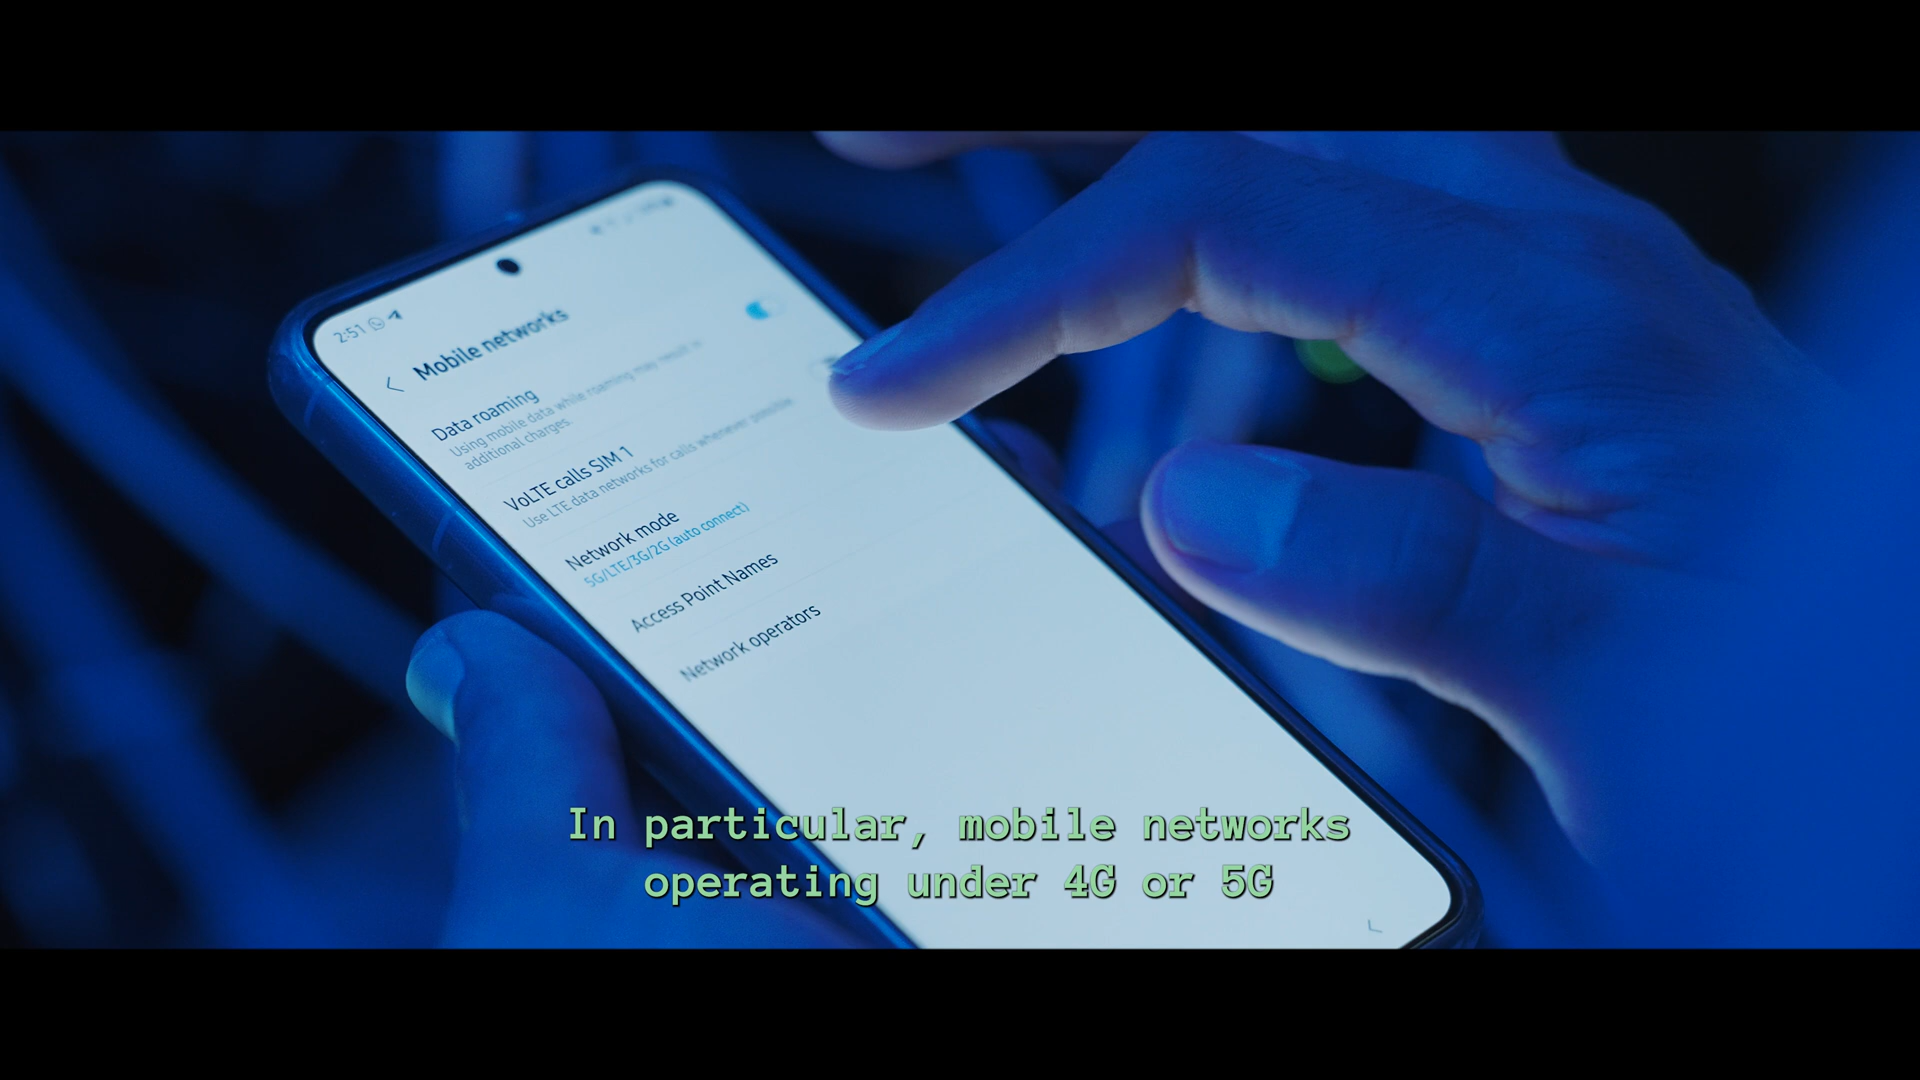 2:51
Mobile networks
Data roaming
Using mobile data while roaming may result in
additional charges.
VoLTE calls SIM 1
Use LTE data networks for calls whenever possible
Network mode
5G/LTE/3G/2G (auto connect)
Access Point Names
Network operators
In particular, mobile networks
operating under 4G or 5G